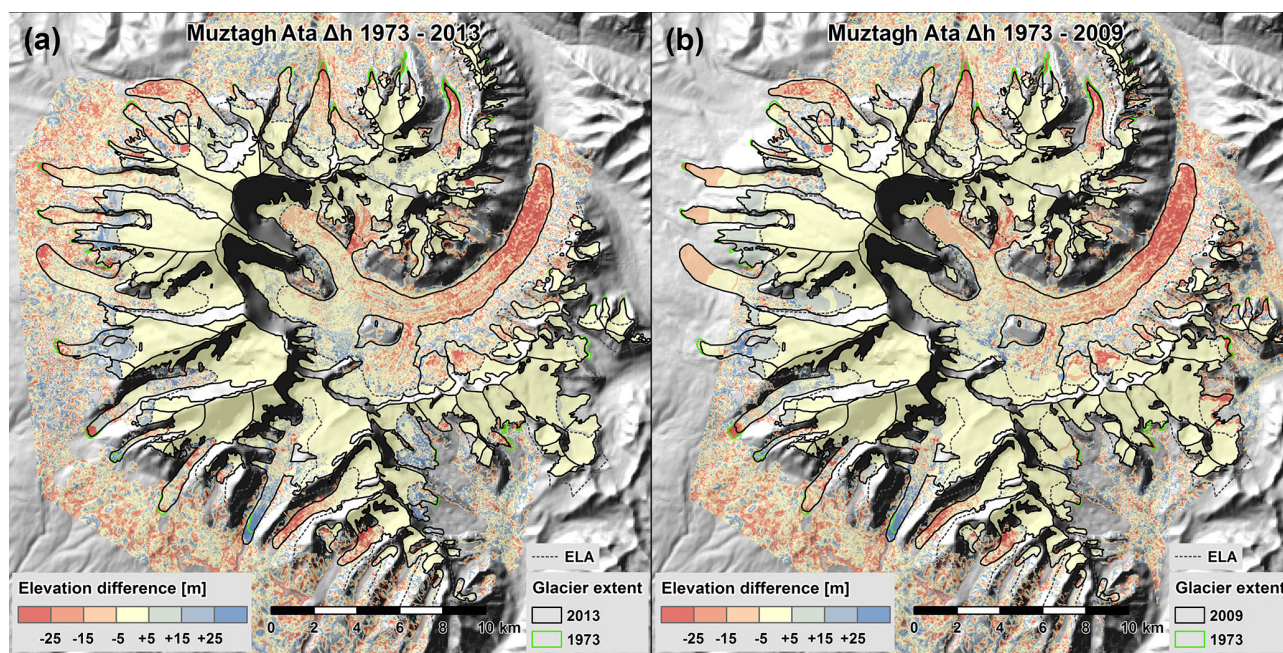 (a)
Muztagh Ata Δh 1973 - 2013
ELA
Elevation difference [m]
-25 -15 -5 +5 +15 +25
0 2 4 6 8 10 km
Glacier extent
2013
1973
(b)
Muztagh Ata Δh 1973 - 2009
ELA
Elevation difference [m]
-25 -15 -5 +5 +15 +25
0 2 4 6 8 10 km
Glacier extent
2009
1973